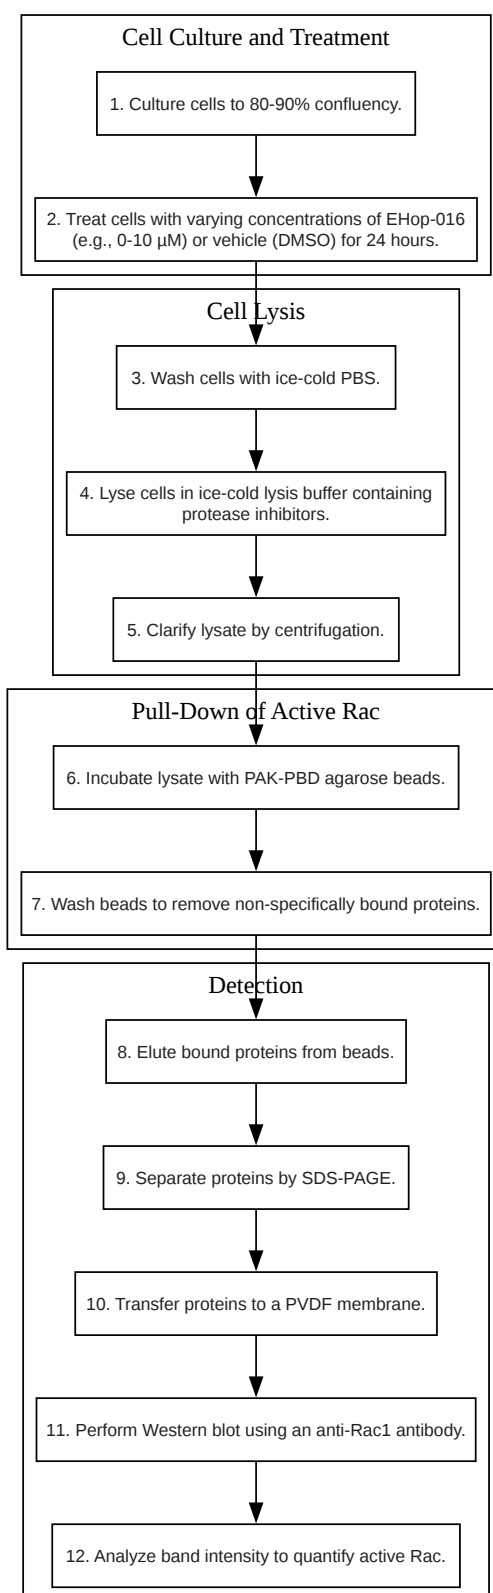 Cell Culture and Treatment
1. Culture cells to 80-90% confluency.
2. Treat cells with varying concentrations of EHop-016
(e.g., 0-10 µM) or vehicle (DMSO) for 24 hours.
Cell Lysis
3. Wash cells with ice-cold PBS.
4. Lyse cells in ice-cold lysis buffer containing
protease inhibitors.
5. Clarify lysate by centrifugation.
Pull-Down of Active Rac
6. Incubate lysate with PAK-PBD agarose beads.
7. Wash beads to remove non-specifically bound proteins.
Detection
8. Elute bound proteins from beads.
9. Separate proteins by SDS-PAGE.
10. Transfer proteins to a PVDF membrane.
11. Perform Western blot using an anti-Rac1 antibody.
12. Analyze band intensity to quantify active Rac.